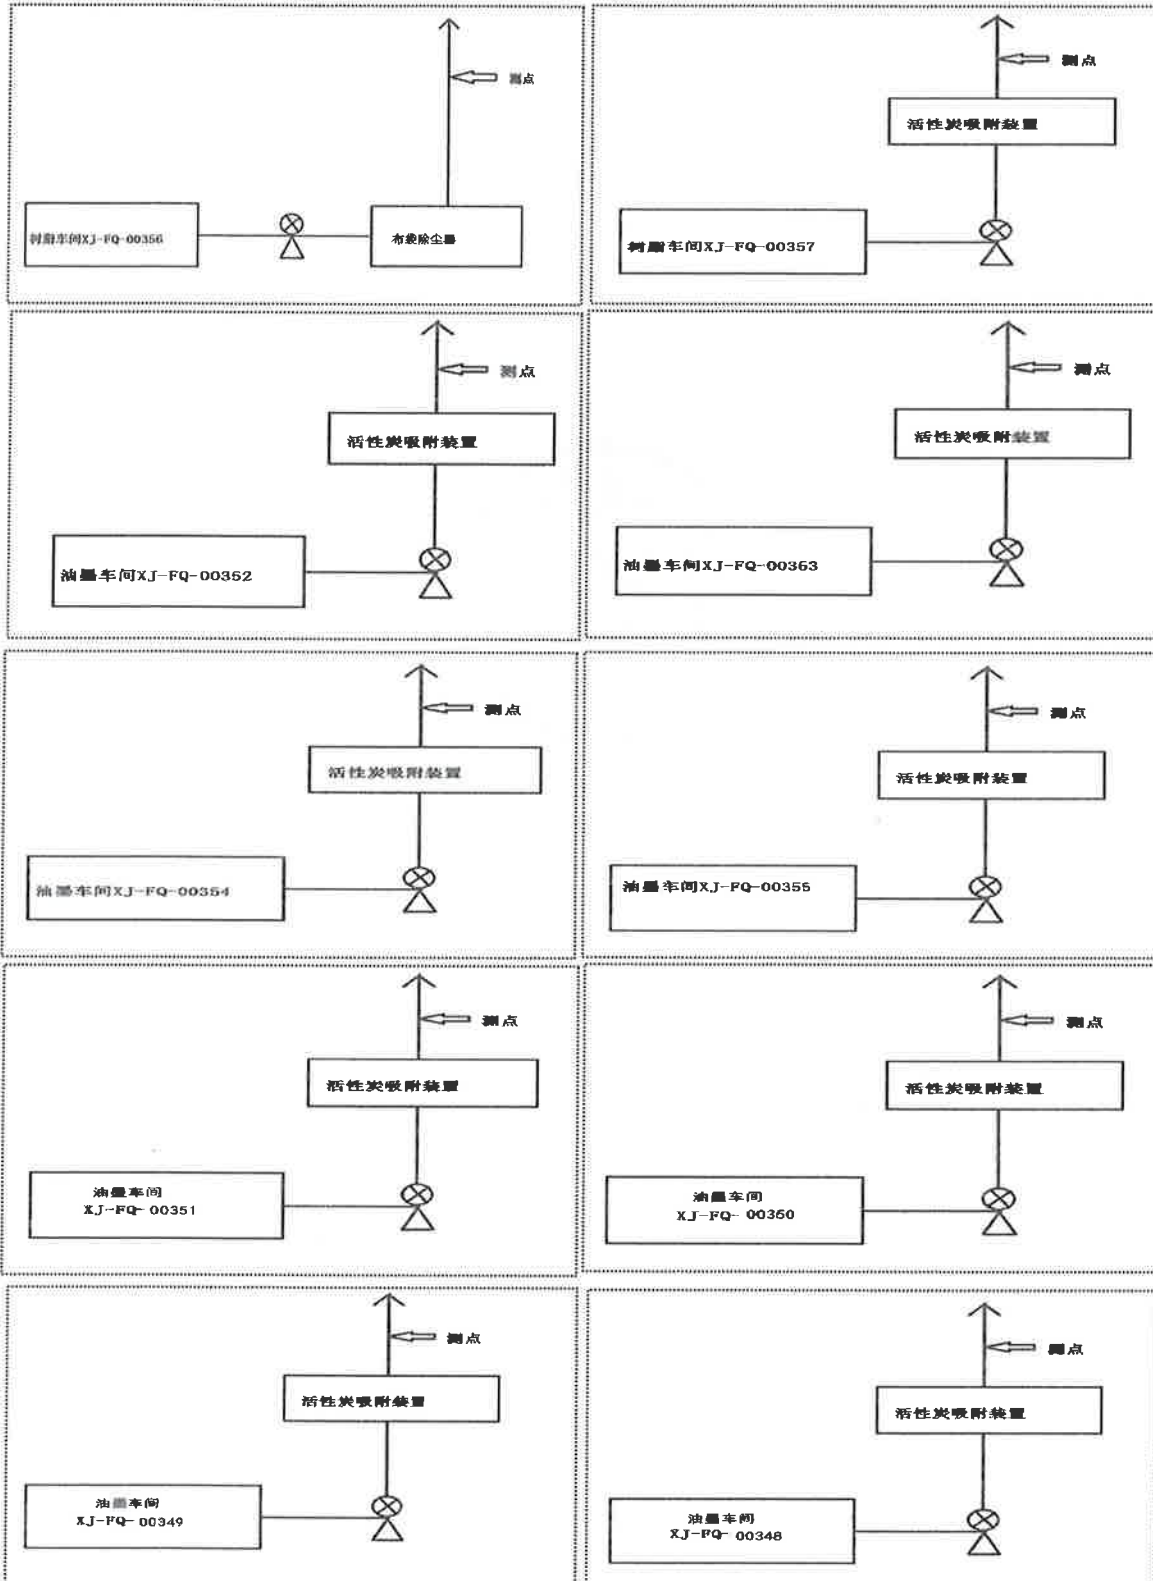 测点
树脂车间XJ-FQ-00356
布袋除尘器
测点
活性炭吸附装置
树脂车间XJ-FQ-00357
测点
活性炭吸附装置
油墨车间XJ-FQ-00352
测点
活性炭吸附装置
油墨车间XJ-FQ-00353
测点
活性炭吸附装置
油墨车间XJ-FQ-00354
测点
活性炭吸附装置
油墨车间XJ-FQ-00355
测点
活性炭吸附装置
油墨车间
XJ-FQ- 00351
测点
活性炭吸附装置
油墨车间
XJ-FQ- 00350
测点
活性炭吸附装置
油墨车间
XJ-FQ- 00349
测点
活性炭吸附装置
油墨车间
XJ-FQ- 00348